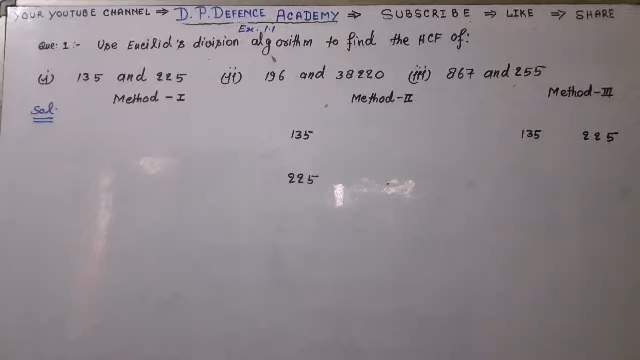 YOUR YOUTUBE CHANNEL ⇒ D.P. DEFENCE ACADEMY ⇒ SUBSCRIBE ⇒ LIKE ⇒ SHARE
Ex. 1.1
Que: 1:- Use Euclid's division algorithm to find the HCF of:
(i) 135 and 225 (ii) 196 and 38220 (iii) 867 and 255
Sol. Method-I Method-II Method-III
135 135 225
225